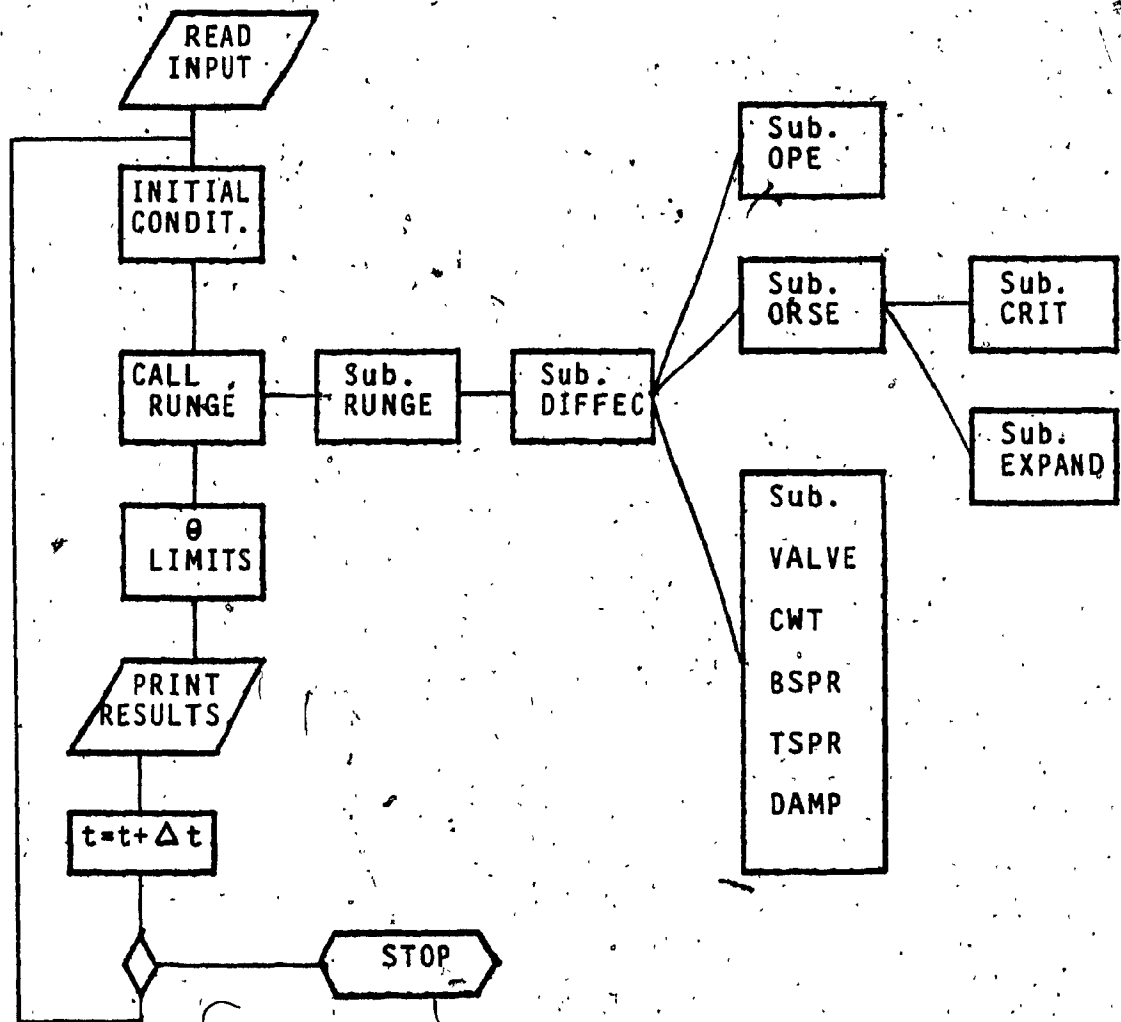 READ
INPUT
INITIAL
CONDIT.
CALL
RUNGE
θ
LIMITS
PRINT
RESULTS
t=t+Δt
STOP
Sub.
RUNGE
Sub.
DIFFEC
Sub.
OPE
Sub.
ORSE
Sub.
CRIT
Sub.
EXPAND
Sub.
VALVE
CWT
BSPR
TSPR
DAMP